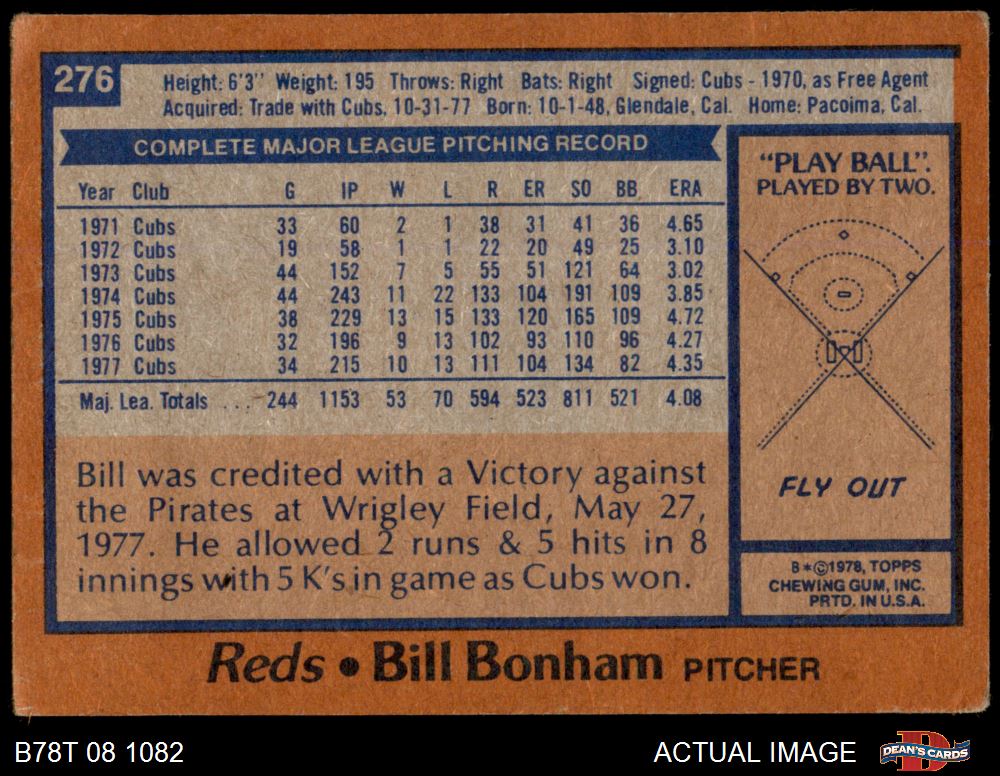 276
Height: 6'3" Weight: 195 Throws: Right Bats: Right Signed: Cubs - 1970, as Free Agent
Acquired: Trade with Cubs, 10-31-77 Born: 10-1-48, Glendale, Cal. Home: Pacoima, Cal.
COMPLETE MAJOR LEAGUE PITCHING RECORD
Year Club G IP W L R ER SO BB ERA
1971 Cubs 33 60 2 1 38 31 41 36 4.65
1972 Cubs 19 58 1 1 22 20 49 25 3.10
1973 Cubs 44 152 7 5 55 51 121 64 3.02
1974 Cubs 44 243 11 22 133 104 191 109 3.85
1975 Cubs 38 229 13 15 133 120 165 109 4.72
1976 Cubs 32 196 9 13 102 93 110 96 4.27
1977 Cubs 34 215 10 13 111 104 134 82 4.35
Maj. Lea. Totals ... 244 1153 53 70 594 523 811 521 4.08
Bill was credited with a Victory against
the Pirates at Wrigley Field, May 27,
1977. He allowed 2 runs & 5 hits in 8
innings with 5 K's in game as Cubs won.
"PLAY BALL".
PLAYED BY TWO.
FLY OUT
B*©1978, TOPPS
CHEWING GUM, INC.
PRTD. IN U.S.A.
Reds • Bill Bonham PITCHER
B78T 08 1082
ACTUAL IMAGE
DEAN'S CARDS